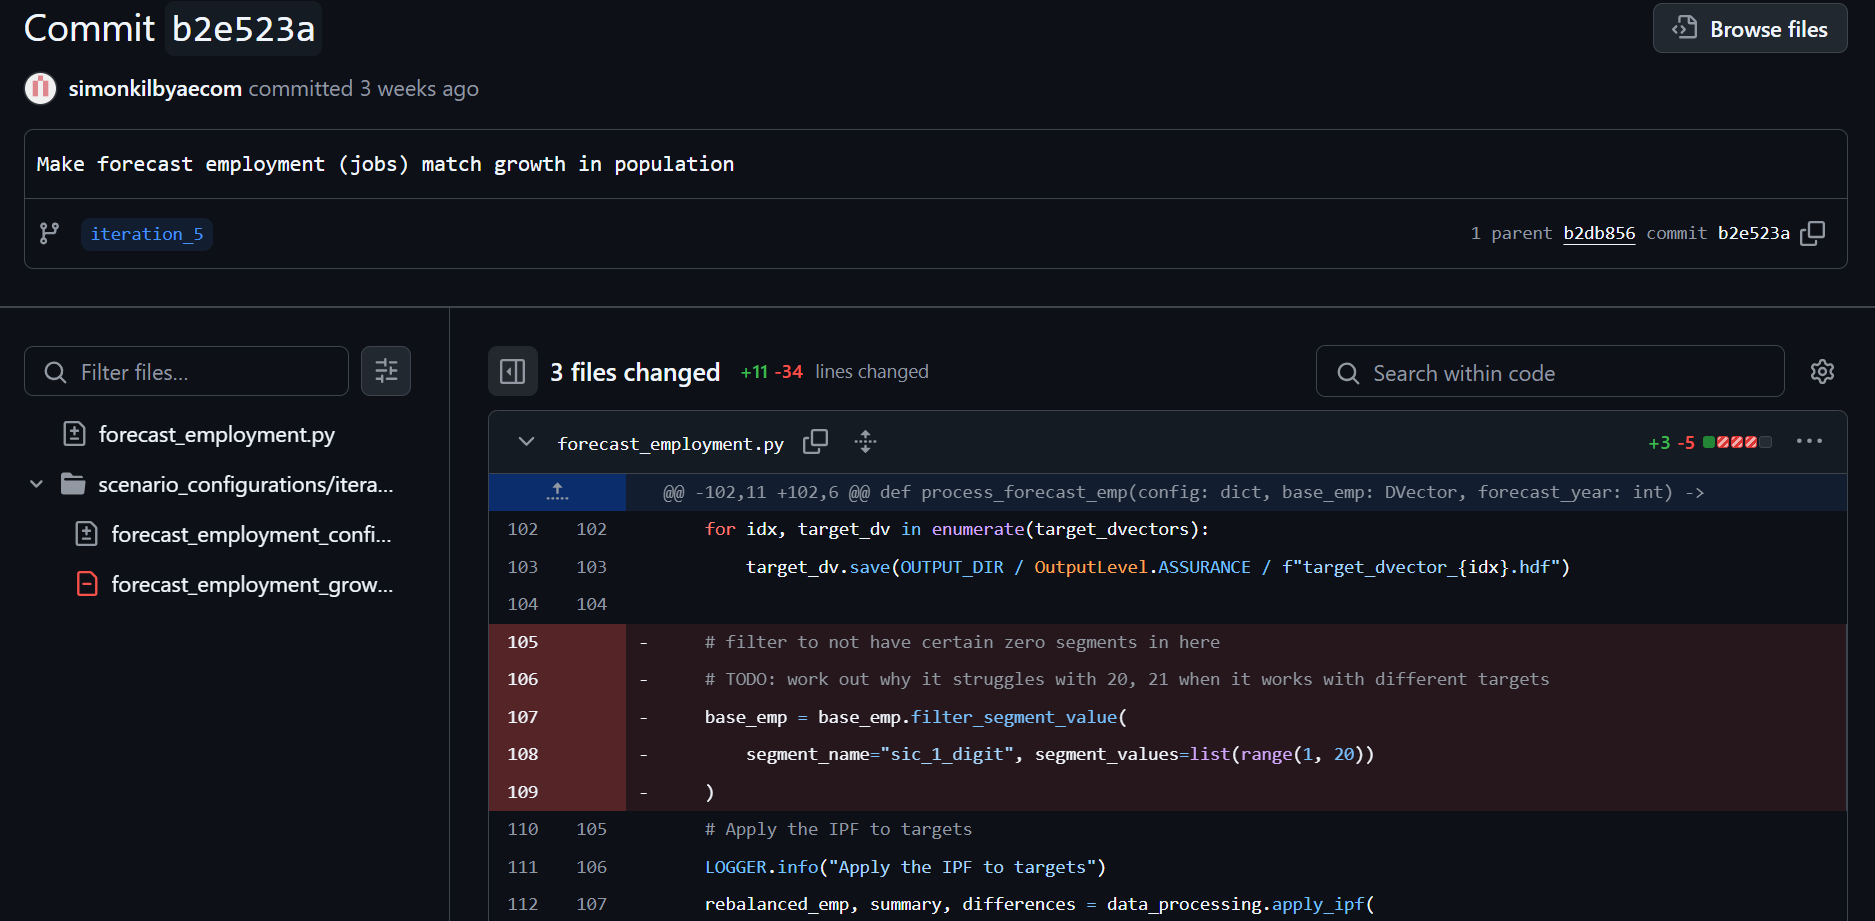 Commit b2e523a
Browse files
simonkilbyaecom committed 3 weeks ago
Make forecast employment (jobs) match growth in population
iteration_5
1 parent b2db856 commit b2e523a
Filter files...
forecast_employment.py
scenario_configurations/itera...
forecast_employment_confi...
forecast_employment_grow...
3 files changed +11 -34 lines changed
Search within code
forecast_employment.py
+3 -5
@@ -102,11 +102,6 @@ def process_forecast_emp(config: dict, base_emp: DVector, forecast_year: int) ->
102 102 for idx, target_dv in enumerate(target_dvectors):
103 103 target_dv.save(OUTPUT_DIR / OutputLevel.ASSURANCE / f"target_dvector_{idx}.hdf")
104 104
105 - # filter to not have certain zero segments in here
106 - # TODO: work out why it struggles with 20, 21 when it works with different targets
107 - base_emp = base_emp.filter_segment_value(
108 - segment_name="sic_1_digit", segment_values=list(range(1, 20))
109 - )
110 105 # Apply the IPF to targets
111 106 LOGGER.info("Apply the IPF to targets")
112 107 rebalanced_emp, summary, differences = data_processing.apply_ipf(